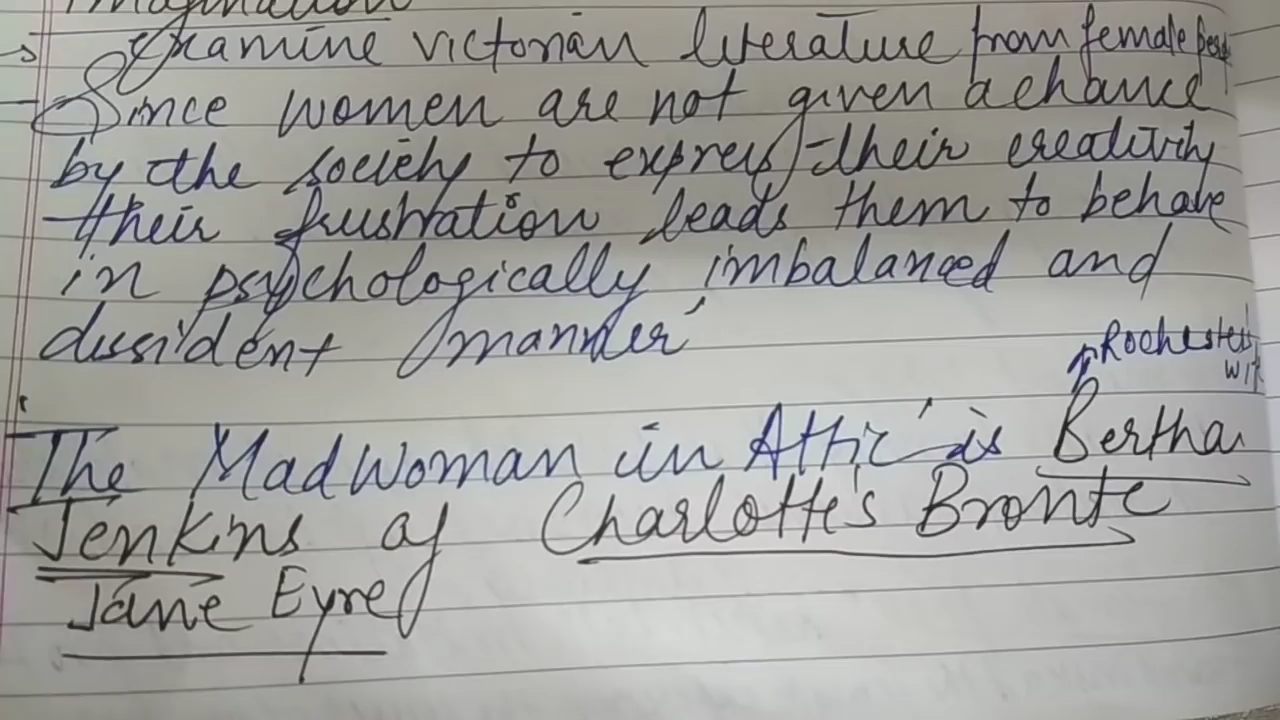 Imagination
→ Examine victorian literature from female
Since women are not given a chance
by the society to express their creativity
their frustration leads them to behave
in psychologically imbalanced and
dissident manner'
Rochester's
The Mad Woman in Attic' is Bertha
Jenkins of Charlotte's Bronte
Jane Eyre